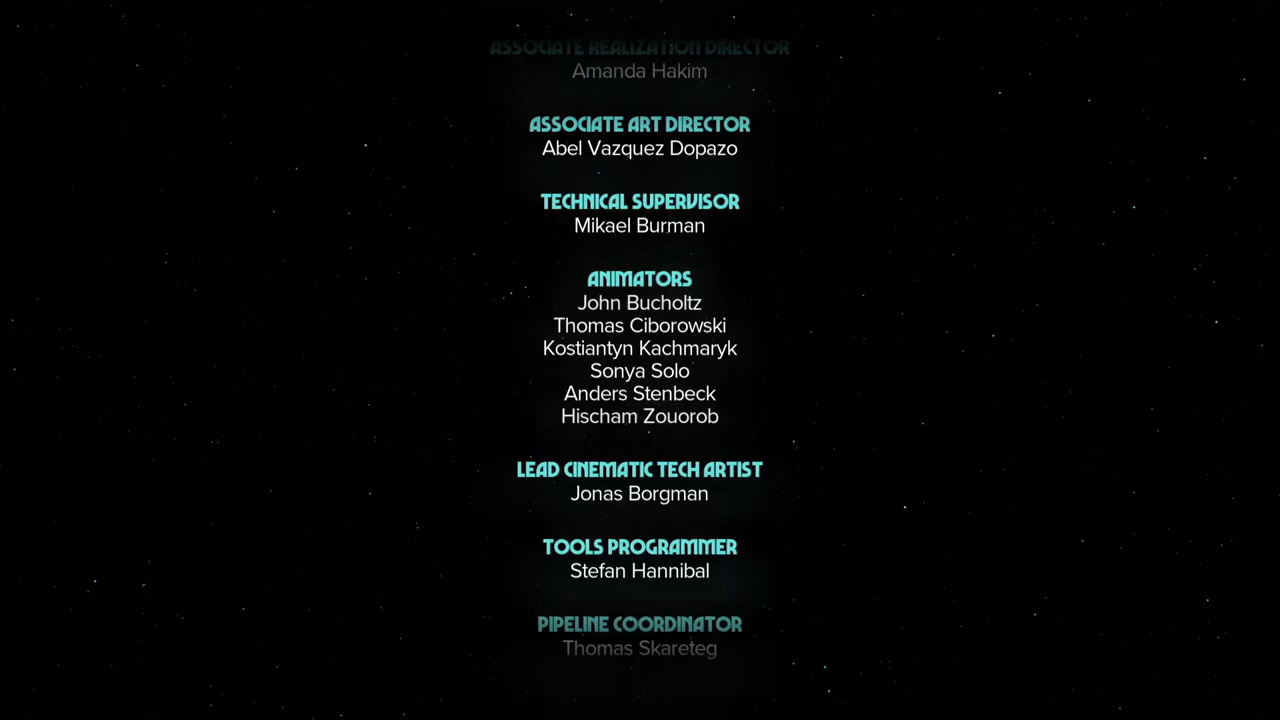 ASSOCIATE REALIZATION DIRECTOR
Amanda Hakim
ASSOCIATE ART DIRECTOR
Abel Vazquez Dopazo
TECHNICAL SUPERVISOR
Mikael Burman
ANIMATORS
John Bucholtz
Thomas Ciborowski
Kostiantyn Kachmaryk
Sonya Solo
Anders Stenbeck
Hischam Zouorob
LEAD CINEMATIC TECH ARTIST
Jonas Borgman
TOOLS PROGRAMMER
Stefan Hannibal
PIPELINE COORDINATOR
Thomas Skareteg